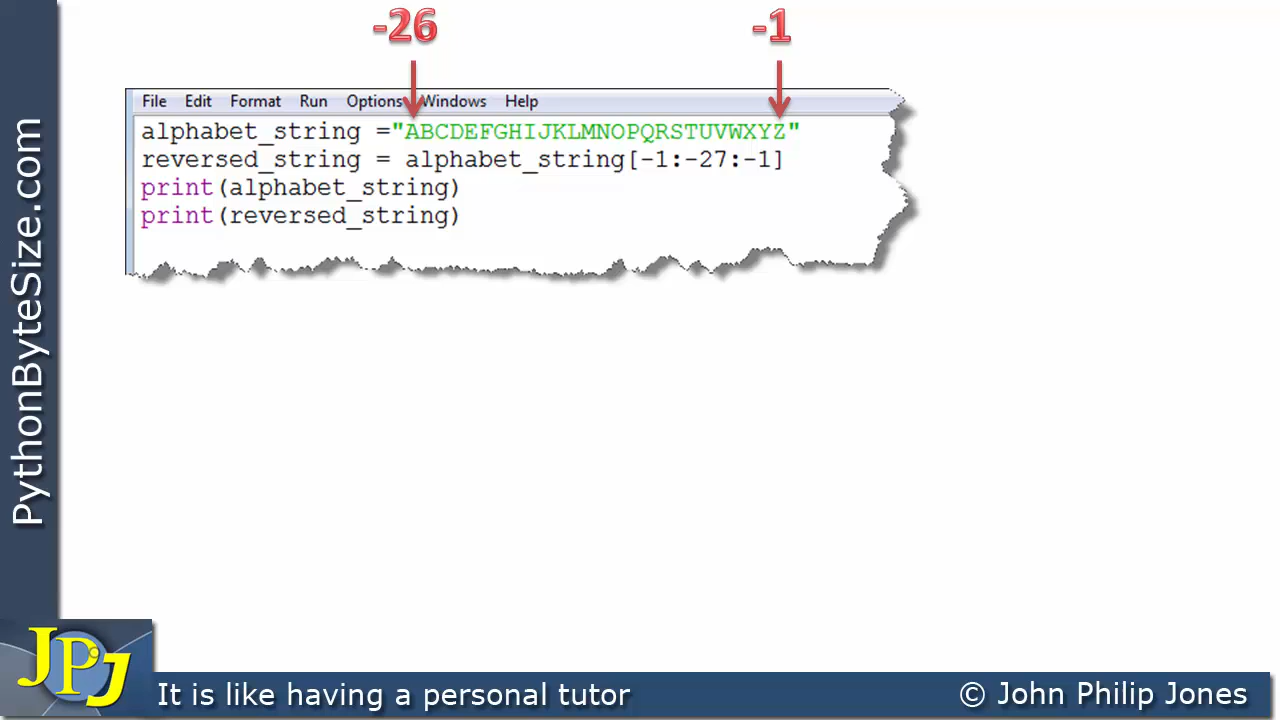 -26 -1
File Edit Format Run Options Windows Help
alphabet_string ="ABCDEFGHIJKLMNOPQRSTUVWXYZ"
reversed_string = alphabet_string[-1:-27:-1]
print(alphabet_string)
print(reversed_string)
PythonByteSize.com
JPJ
It is like having a personal tutor
© John Philip Jones